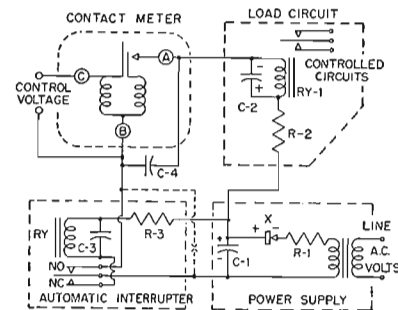 CONTACT METER
LOAD CIRCUIT
A
C
CONTROL
VOLTAGE
B
C-4
C-2
RY-1
CONTROLLED
CIRCUITS
R-2
RY
C-3
R-3
NO
NC
AUTOMATIC INTERRUPTER
X
C-1
R-1
LINE
A.C.
VOLTS
POWER SUPPLY